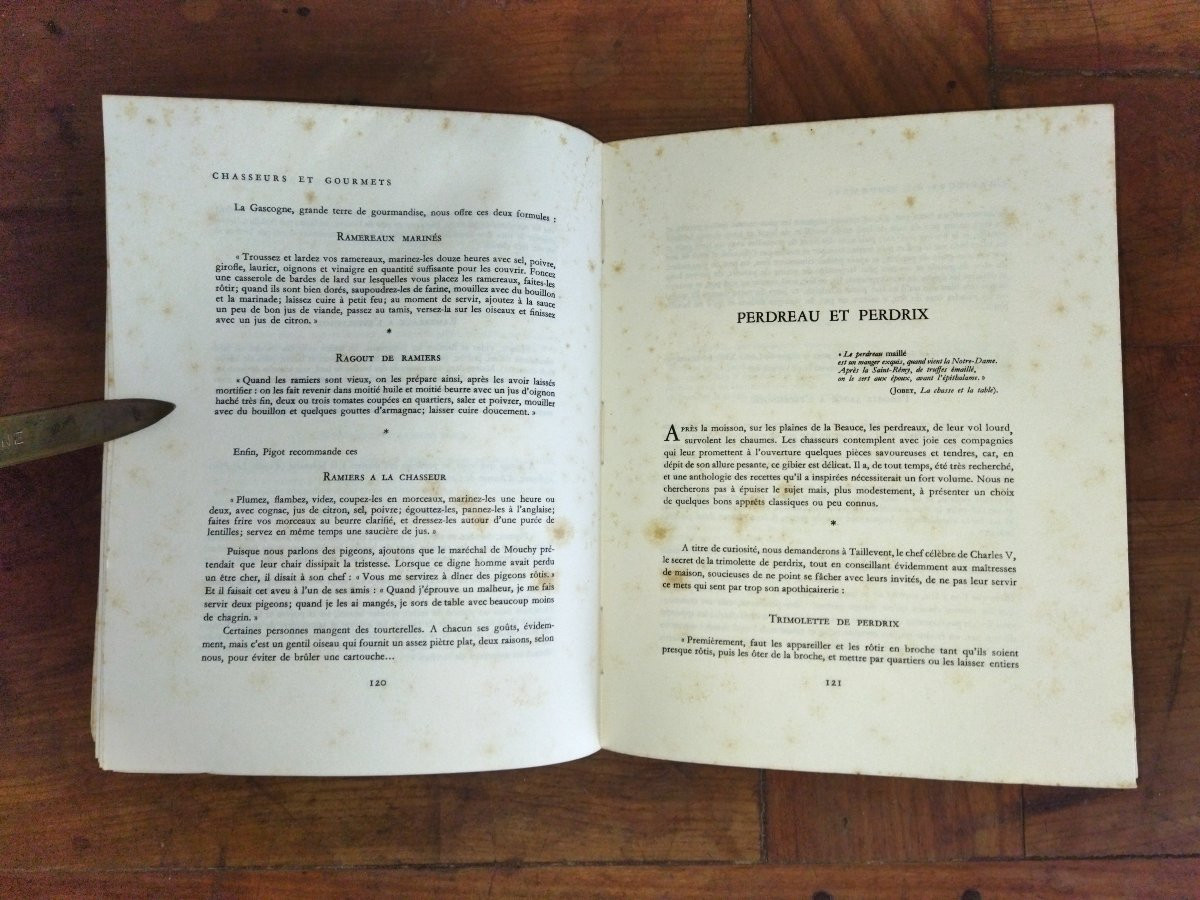 CHASSEURS ET GOURMETS
La Gascogne, grande terre de gourmandise, nous offre ces deux formules :
RAMEREAUX MARINÉS
« Troussez et lardez vos ramereaux, marinez-les douze heures avec sel, poivre,
girofle, laurier, oignons et vinaigre en quantité suffisante pour les couvrir. Foncez
une casserole de bardes de lard sur lesquelles vous placez les ramereaux, faites-les
rôtir; quand ils sont bien dorés, saupoudrez-les de farine, mouillez avec du bouillon
et la marinade; laissez cuire à petit feu; au moment de servir, ajoutez à la sauce
un peu de bon jus de viande, passez au tamis, versez-la sur les oiseaux et finissez
avec un jus de citron. »
*
RAGOUT DE RAMIERS
« Quand les ramiers sont vieux, on les prépare ainsi, après les avoir laissés
mortifier : on les fait revenir dans moitié huile et moitié beurre avec un jus d'oignon
haché très fin, deux ou trois tomates coupées en quartiers, saler et poivrer, mouiller
avec du bouillon et quelques gouttes d'armagnac; laisser cuire doucement. »
*
Enfin, Pigot recommande ces
RAMIERS A LA CHASSEUR
« Plumez, flambez, videz, coupez-les en morceaux, marinez-les une heure ou
deux, avec cognac, jus de citron, sel, poivre; égouttez-les, pannez-les à l'anglaise;
faites frire vos morceaux au beurre clarifié, et dressez-les autour d'une purée de
lentilles; servez en même temps une saucière de jus. »
Puisque nous parlons des pigeons, ajoutons que le maréchal de Mouchy pré-
tendait que leur chair dissipait la tristesse. Lorsque ce digne homme avait perdu
un être cher, il disait à son chef : « Vous me servirez à dîner des pigeons rôtis. »
Et il faisait cet aveu à l'un de ses amis : « Quand j'éprouve un malheur, je me fais
servir deux pigeons; quand je les ai mangés, je sors de table avec beaucoup moins
de chagrin. »
Certaines personnes mangent des tourterelles. A chacun ses goûts, évidem-
ment, mais c'est un gentil oiseau qui fournit un assez piètre plat, deux raisons, selon
nous, pour éviter de brûler une cartouche...
120
PERDREAU ET PERDRIX
« Le perdreau maillé
est un manger exquis, quand vient la Notre-Dame.
Après la Saint-Rémy, de truffes émaillé,
on le sert aux époux, avant l'épithalame. »
(JOBEY, La chasse et la table).
APRÈS la moisson, sur les plaines de la Beauce, les perdreaux, de leur vol lourd,
survolent les chaumes. Les chasseurs contemplent avec joie ces compagnies
qui leur promettent à l'ouverture quelques pièces savoureuses et tendres, car, en
dépit de son allure pesante, ce gibier est délicat. Il a, de tout temps, été très recherché,
et une anthologie des recettes qu'il a inspirées nécessiterait un fort volume. Nous ne
chercherons pas à épuiser le sujet mais, plus modestement, à présenter un choix
de quelques bons apprêts classiques ou peu connus.
*
A titre de curiosité, nous demanderons à Taillevent, le chef célèbre de Charles V,
le secret de la trimolette de perdrix, tout en conseillant évidemment aux maîtresses
de maison, soucieuses de ne point se fâcher avec leurs invités, de ne pas leur servir
ce mets qui sent par trop son apothicairerie :
TRIMOLETTE DE PERDRIX
« Premièrement, faut les appareiller et les rôtir en broche tant qu'ils soient
presque rôtis, puis les ôter de la broche, et mettre par quartiers ou les laissez entiers
121